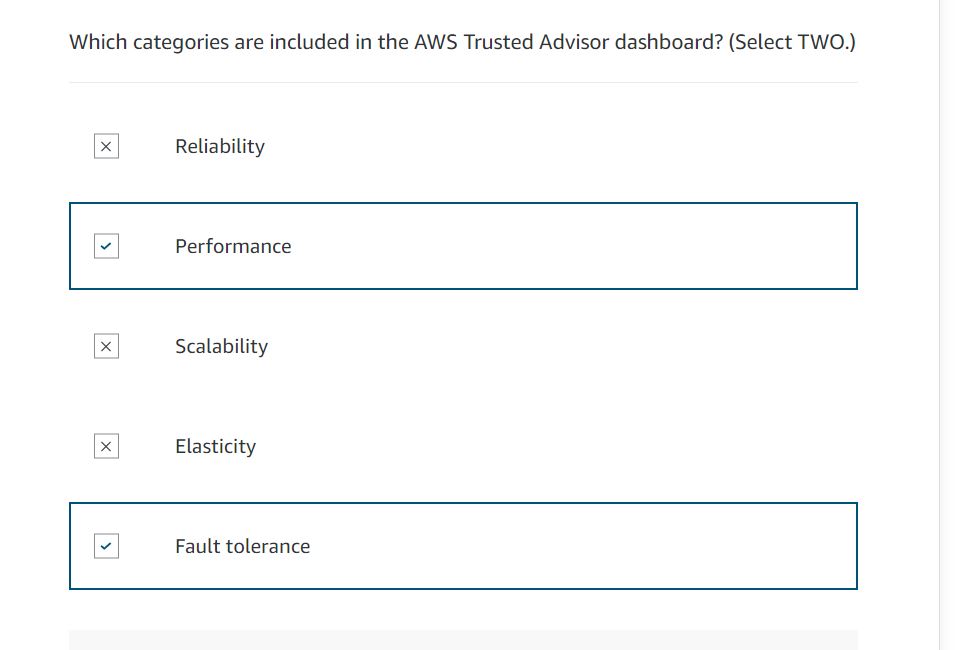 Which categories are included in the AWS Trusted Advisor dashboard? (Select TWO.)
Reliability
Performance
Scalability
Elasticity
Fault tolerance